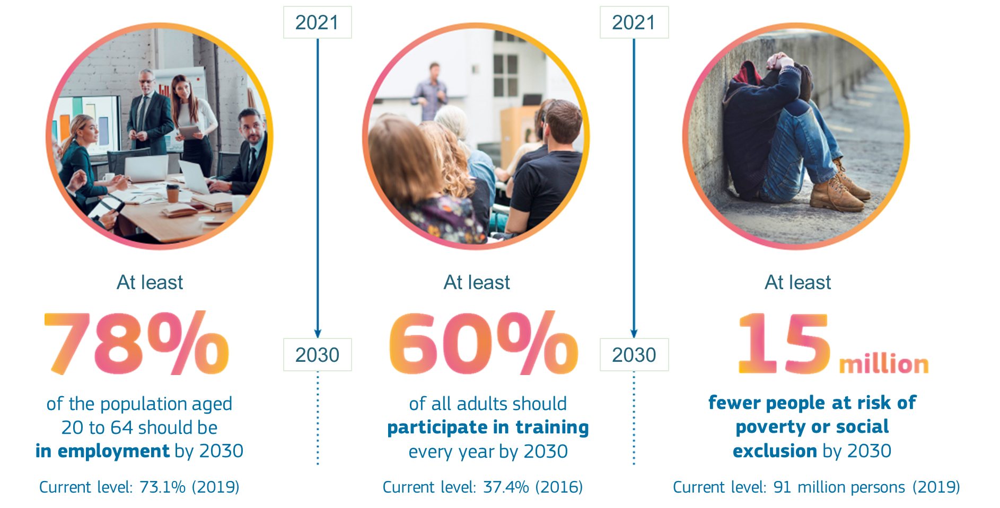 2021
2021
At least
78%
of the population aged
20 to 64 should be
in employment by 2030
Current level: 73.1% (2019)
2030
At least
60%
of all adults should
participate in training
every year by 2030
Current level: 37.4% (2016)
2030
At least
15 million
fewer people at risk of
poverty or social
exclusion by 2030
Current level: 91 million persons (2019)